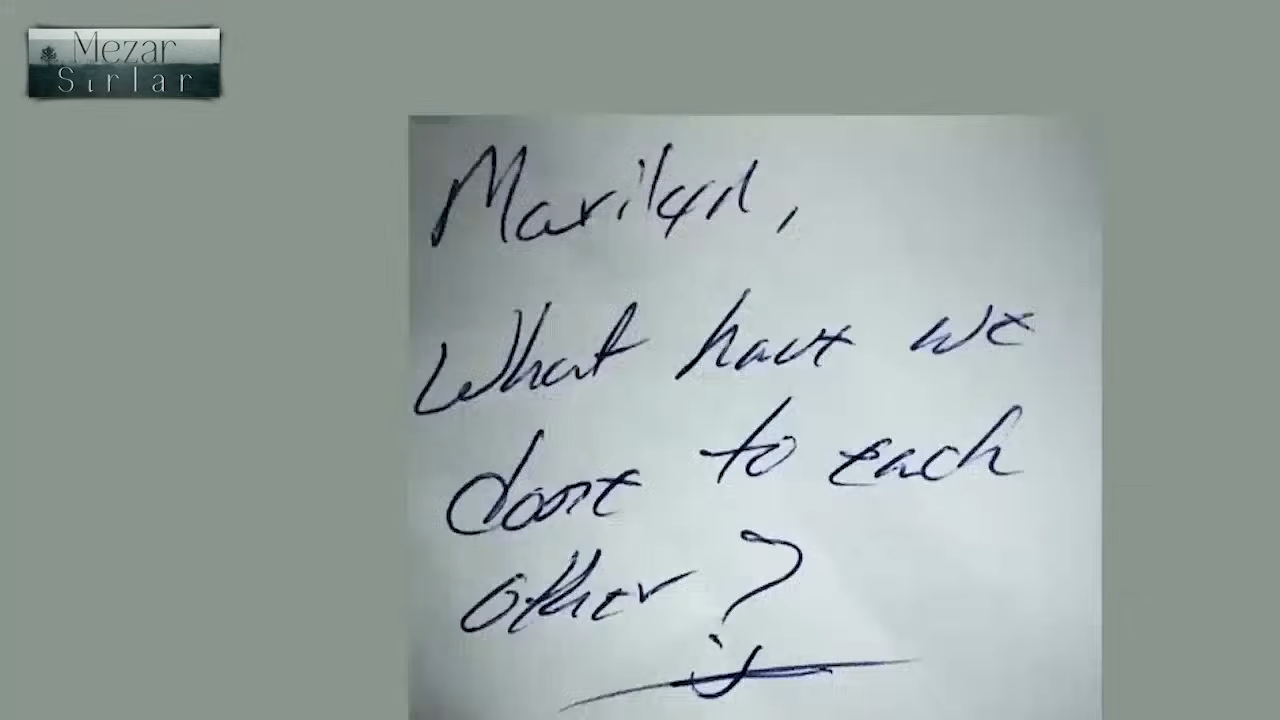 Mezar
Sırlar
Marilyn,
What have we
done to each
other?